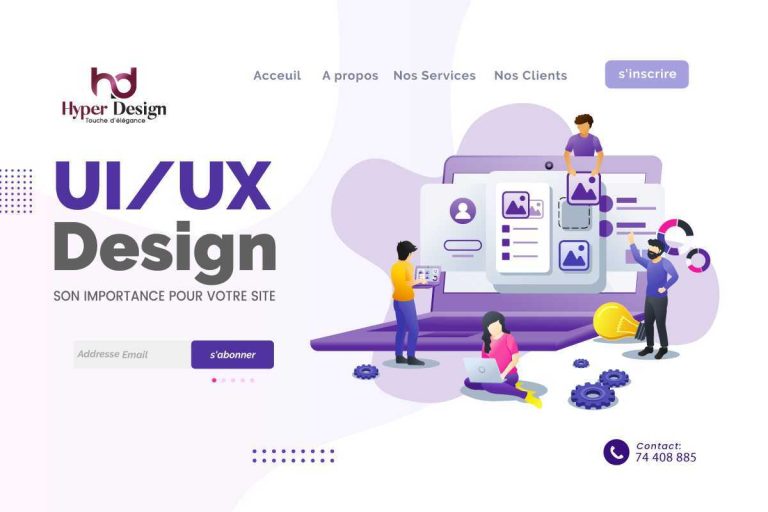 Acceuil A propos Nos Services Nos Clients s'inscrire
hd
Hyper Design
Touche d'élégance
UI/UX
Design
SON IMPORTANCE POUR VOTRE SITE
Addresse Email s'abonner
Contact:
74 408 885